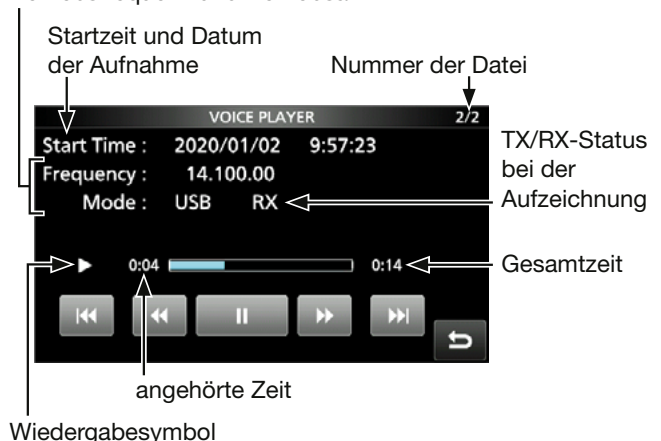 Startzeit und Datum
der Aufnahme
Nummer der Datei
VOICE PLAYER 2/2
Start Time : 2020/01/02 9:57:23
Frequency : 14.100.00
Mode : USB RX
TX/RX-Status
bei der
Aufzeichnung
0:04 0:14
Gesamtzeit
angehörte Zeit
Wiedergabesymbol